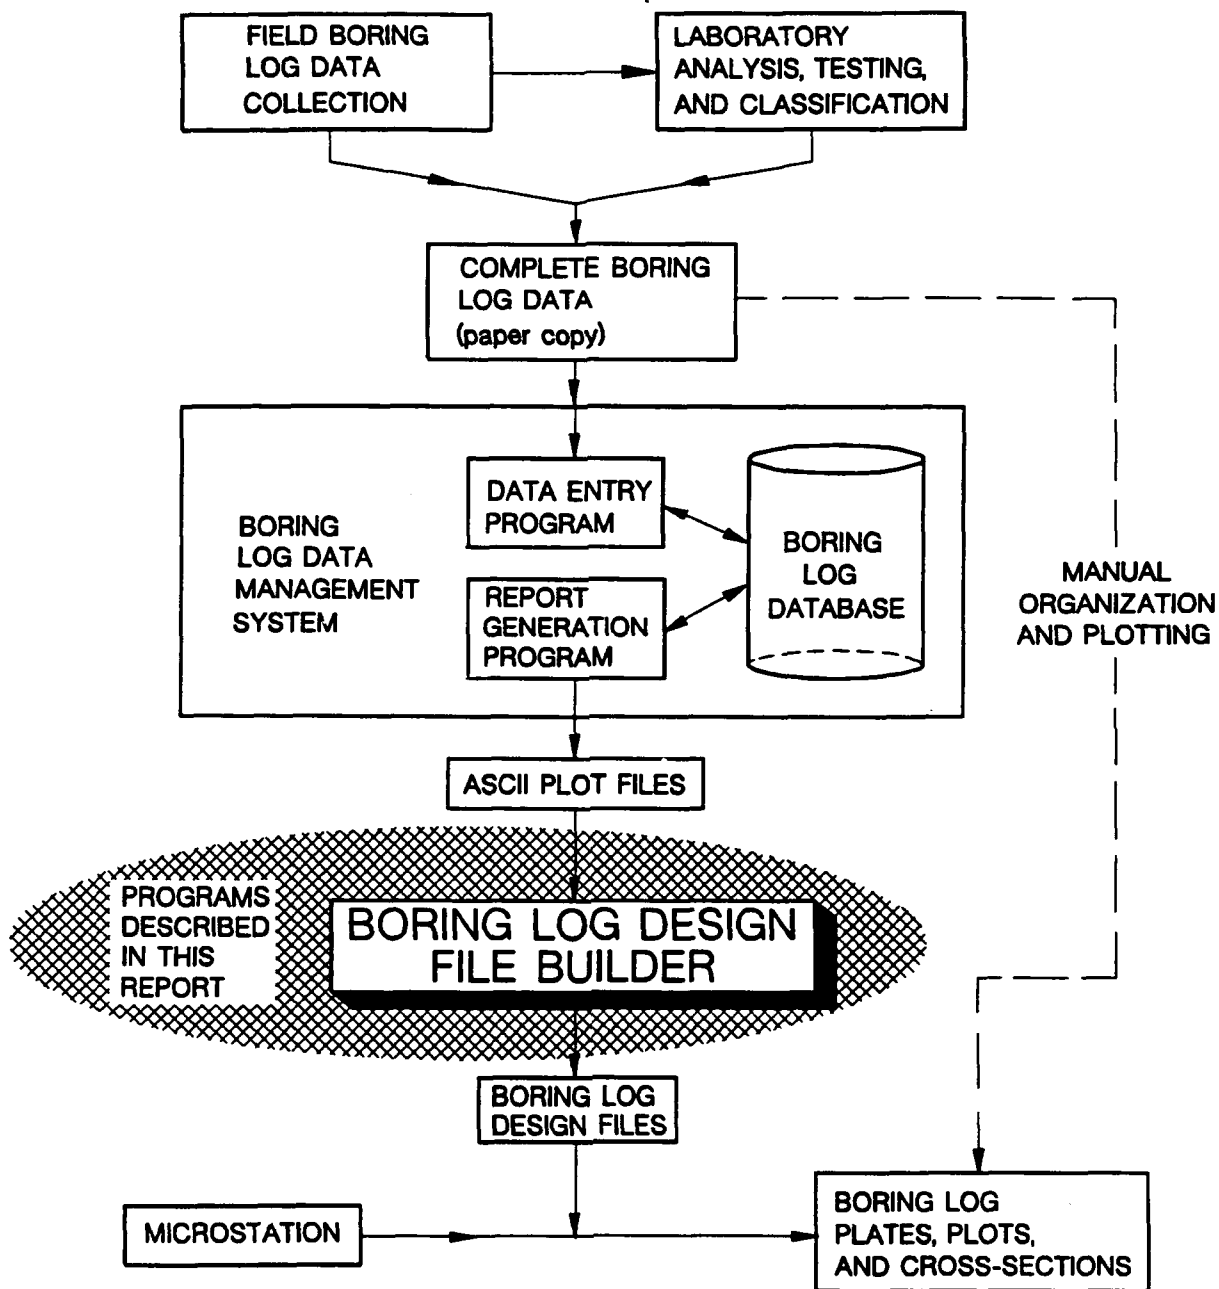 FIELD BORING
LOG DATA
COLLECTION
LABORATORY
ANALYSIS, TESTING,
AND CLASSIFICATION
COMPLETE BORING
LOG DATA
(paper copy)
BORING
LOG DATA
MANAGEMENT
SYSTEM
DATA ENTRY
PROGRAM
REPORT
GENERATION
PROGRAM
BORING
LOG
DATABASE
MANUAL
ORGANIZATION
AND PLOTTING
ASCII PLOT FILES
PROGRAMS
DESCRIBED
IN THIS
REPORT
BORING LOG DESIGN
FILE BUILDER
BORING LOG
DESIGN FILES
MICROSTATION
BORING LOG
PLATES, PLOTS,
AND CROSS-SECTIONS